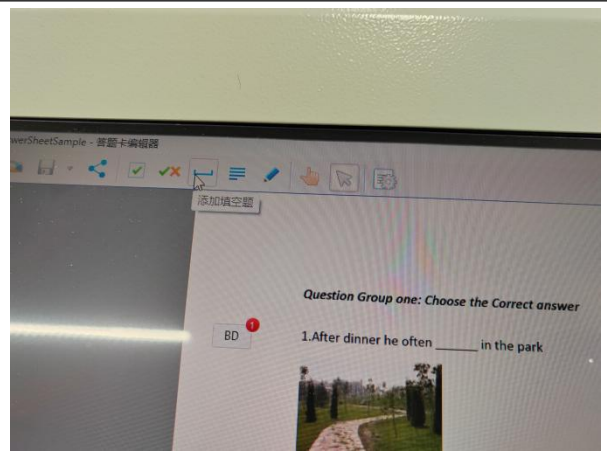 werSheetSample - 答题卡编辑器
添加填空题
Question Group one: Choose the Correct answer
BD
1
1.After dinner he often ______ in the park